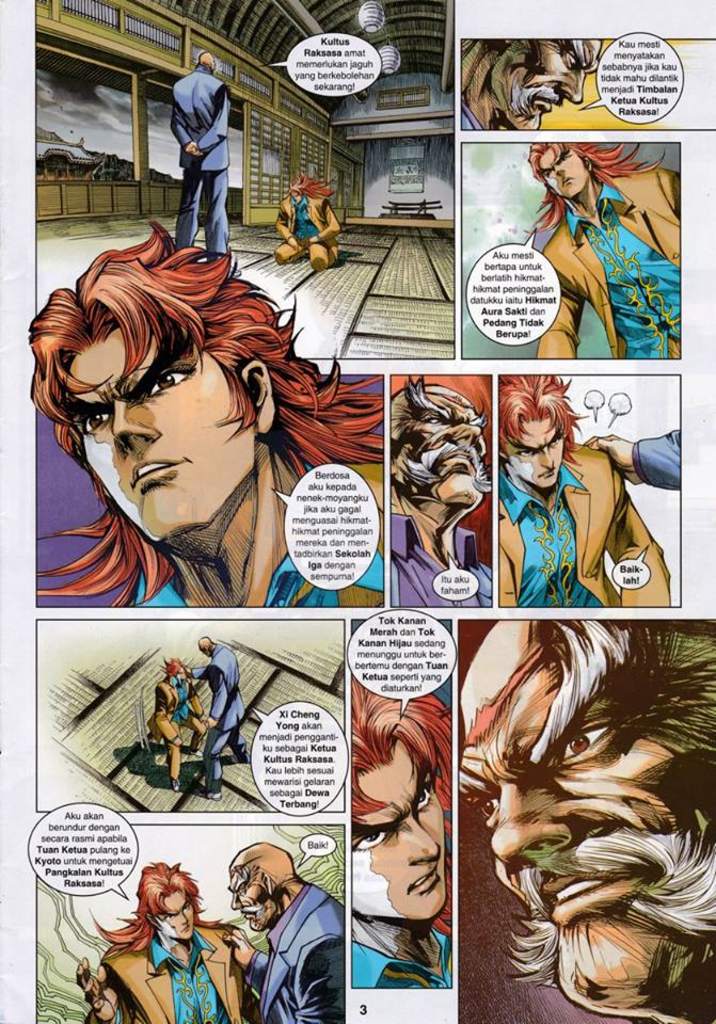 Kultus
Raksasa amat
memerlukan jaguh
yang berkebolehan
sekarang!
Kau mesti
sebabnya jika kau
tidak mahu dilantik
menjadi Timbalan
Ketua Kultus
Raksasa!
Aku mesti
bertapa untuk
berlatih hikmat-
hikmat peninggalan
datukku iaitu Hikmat
Aura Sakti dan
Pedang Tidak
Berupa!
Berdosa
aku kepada
nenek-moyangku
jika aku gagal
menguasai hikmat-
hikmat peninggalan
mereka dan men-
tadbirkan Sekolah
Iga dengan
sempurna!
Itu aku
faham!
Baik-
lah!
Xi Cheng
Yong akan
menjadi pengganti-
ku sebagai Ketua
Kultus Raksasa.
Kau lebih sesuai
mewarisi gelaran
sebagai Dewa
Terbang!
Tok Kanan
Merah dan Tok
Kanan Hijau sedang
menunggu untuk ber-
bertemu dengan Tuan
Ketua seperti yang
diaturkan!
Aku akan
berundur dengan
secara rasmi apabila
Tuan Ketua pulang ke
Kyoto untuk mengetuai
Pangkalan Kultus
Raksasa!
Baik!
3